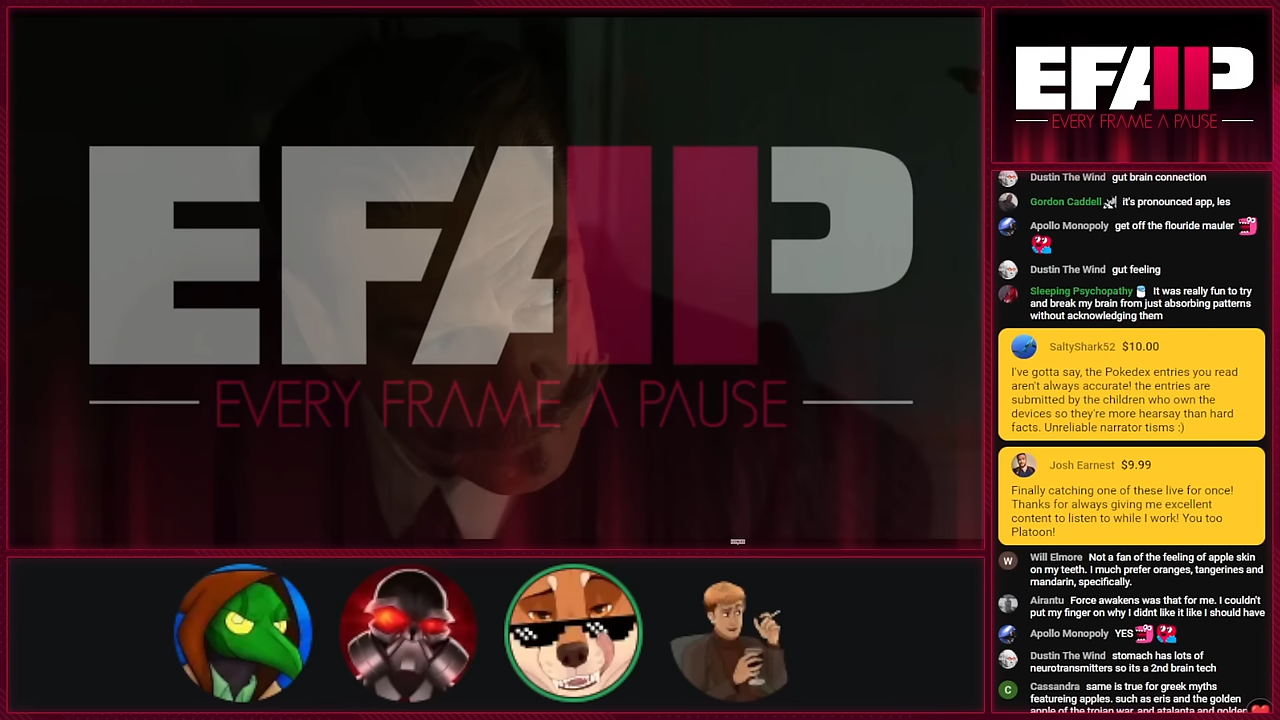 EFAP
EVERY FRAME A PAUSE
EFAP
EVERY FRAME A PAUSE
Dustin The Wind gut brain connection
Gordon Caddell it's pronounced app, les
Apollo Monopoly get off the flouride mauler
Dustin The Wind gut feeling
Sleeping Psychopathy It was really fun to try
and break my brain from just absorbing patterns
without acknowledging them
SaltyShark52 $10.00
I've gotta say, the Pokedex entries you read
aren't always accurate! the entries are
submitted by the children who own the
devices so they're more hearsay than hard
facts. Unreliable narrator tisms :)
Josh Earnest $9.99
Finally catching one of these live for once!
Thanks for always giving me excellent
content to listen to while I work! You too
Platoon!
W Will Elmore Not a fan of the feeling of apple skin
on my teeth. I much prefer oranges, tangerines and
mandarin, specifically.
Airantu Force awakens was that for me. I couldn't
put my finger on why I didnt like it like I should have
Apollo Monopoly YES
Dustin The Wind stomach has lots of
neurotransmitters so its a 2nd brain tech
C Cassandra same is true for greek myths
featureing apples. such as eris and the golden
apple of the trojan war, and atalanta and golden